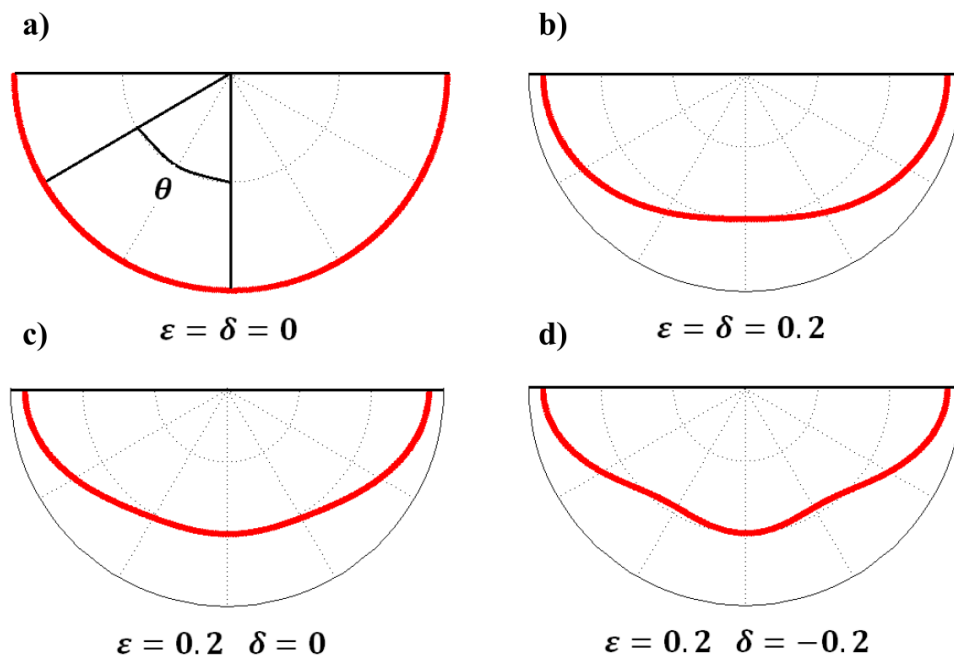 a)
b)
θ
ε = δ = 0
ε = δ = 0.2
c)
d)
ε = 0.2 δ = 0
ε = 0.2 δ = −0.2